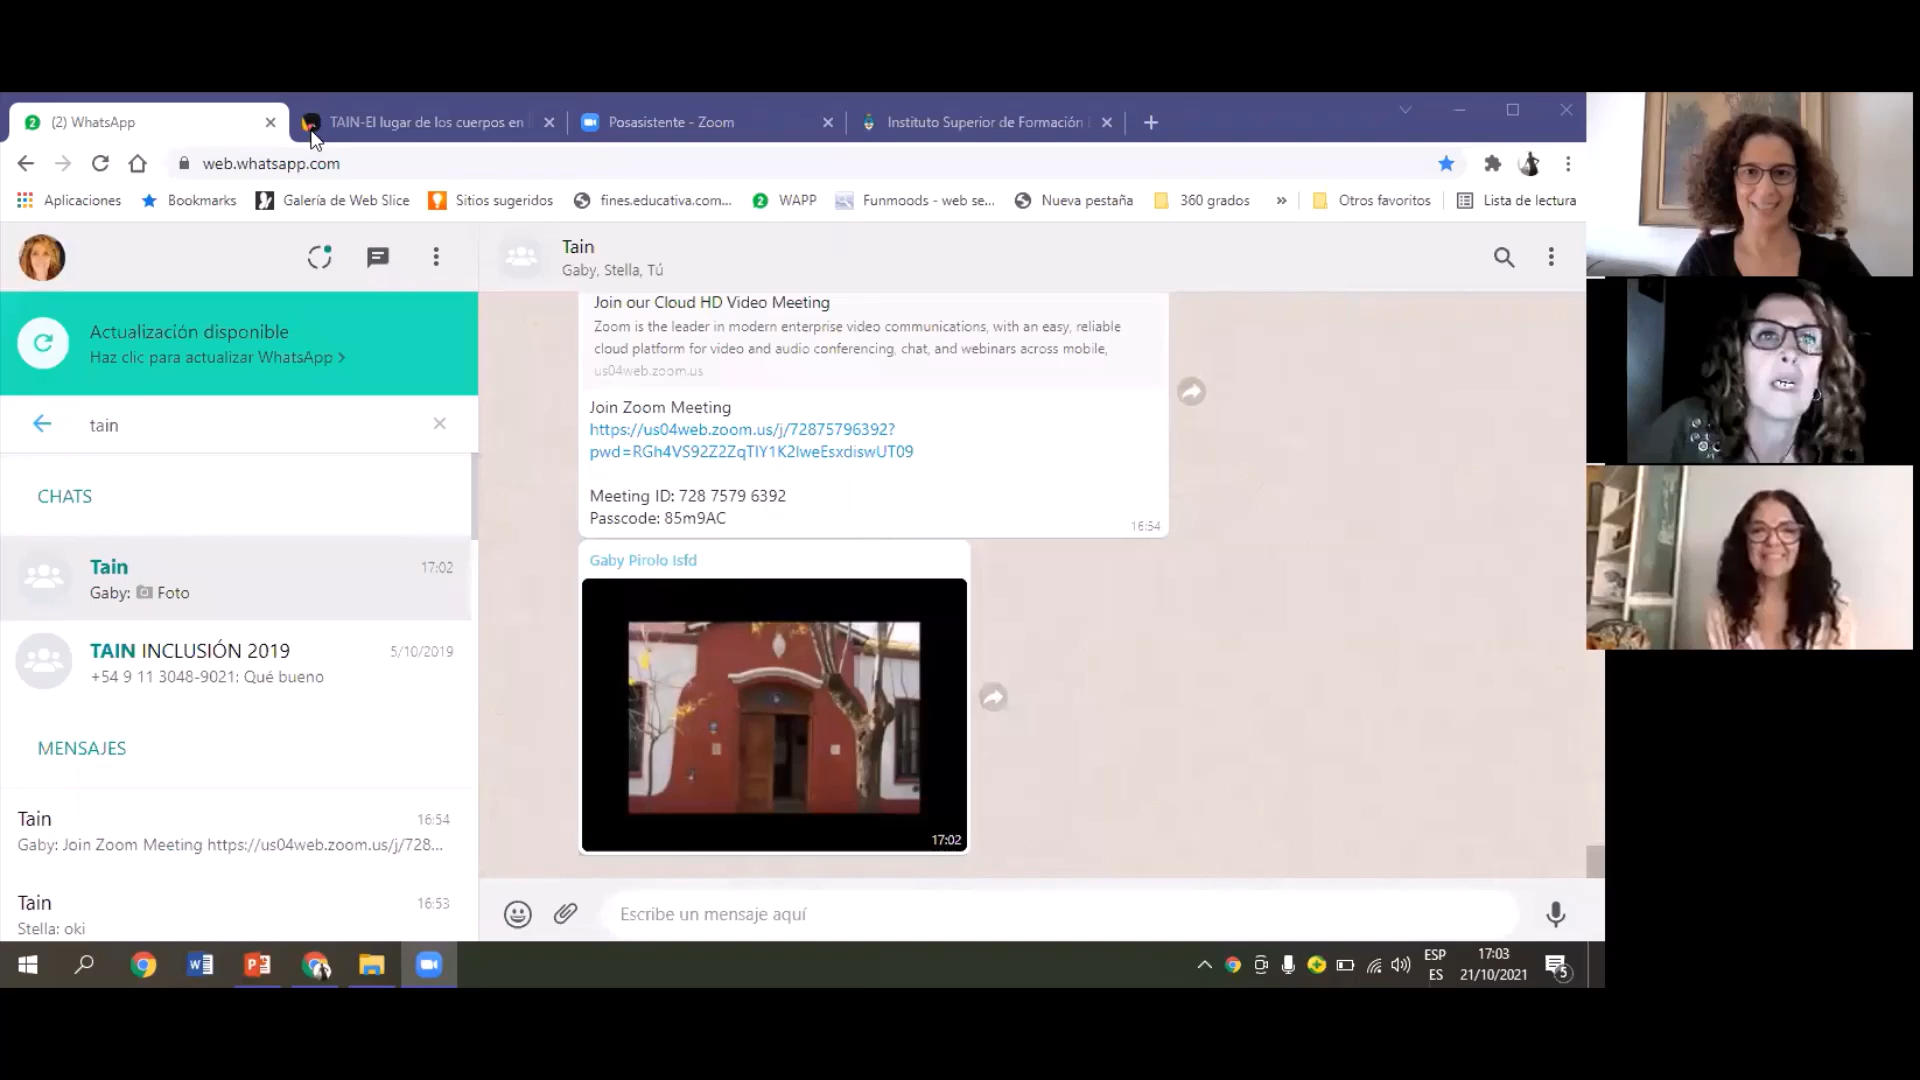 (2) WhatsApp
TAIN-El lugar de los cuerpos en
Posasistente - Zoom
Instituto Superior de Formación
web.whatsapp.com
Aplicaciones
Bookmarks
Galería de Web Slice
Sitios sugeridos
fines.educativa.com...
WAPP
Funmoods - web se...
Nueva pestaña
360 grados
»
Otros favoritos
Lista de lectura
Actualización disponible
Haz clic para actualizar WhatsApp >
tain
CHATS
Tain 17:02
Gaby: Foto
TAIN INCLUSIÓN 2019 5/10/2019
+54 9 11 3048-9021: Qué bueno
MENSAJES
Tain 16:54
Gaby: Join Zoom Meeting https://us04web.zoom.us/j/728...
Tain 16:53
Stella: oki
Tain
Gaby, Stella, Tú
Join our Cloud HD Video Meeting
Zoom is the leader in modern enterprise video communications, with an easy, reliable
cloud platform for video and audio conferencing, chat, and webinars across mobile,
us04web.zoom.us
Join Zoom Meeting
https://us04web.zoom.us/j/72875796392?
pwd=RGh4VS92Z2ZqTlY1K2lweEsxdiswUT09
Meeting ID: 728 7579 6392
Passcode: 85m9AC
16:54
Gaby Pirolo Isfd
17:02
Escribe un mensaje aquí
ESP
ES
17:03
21/10/2021
5